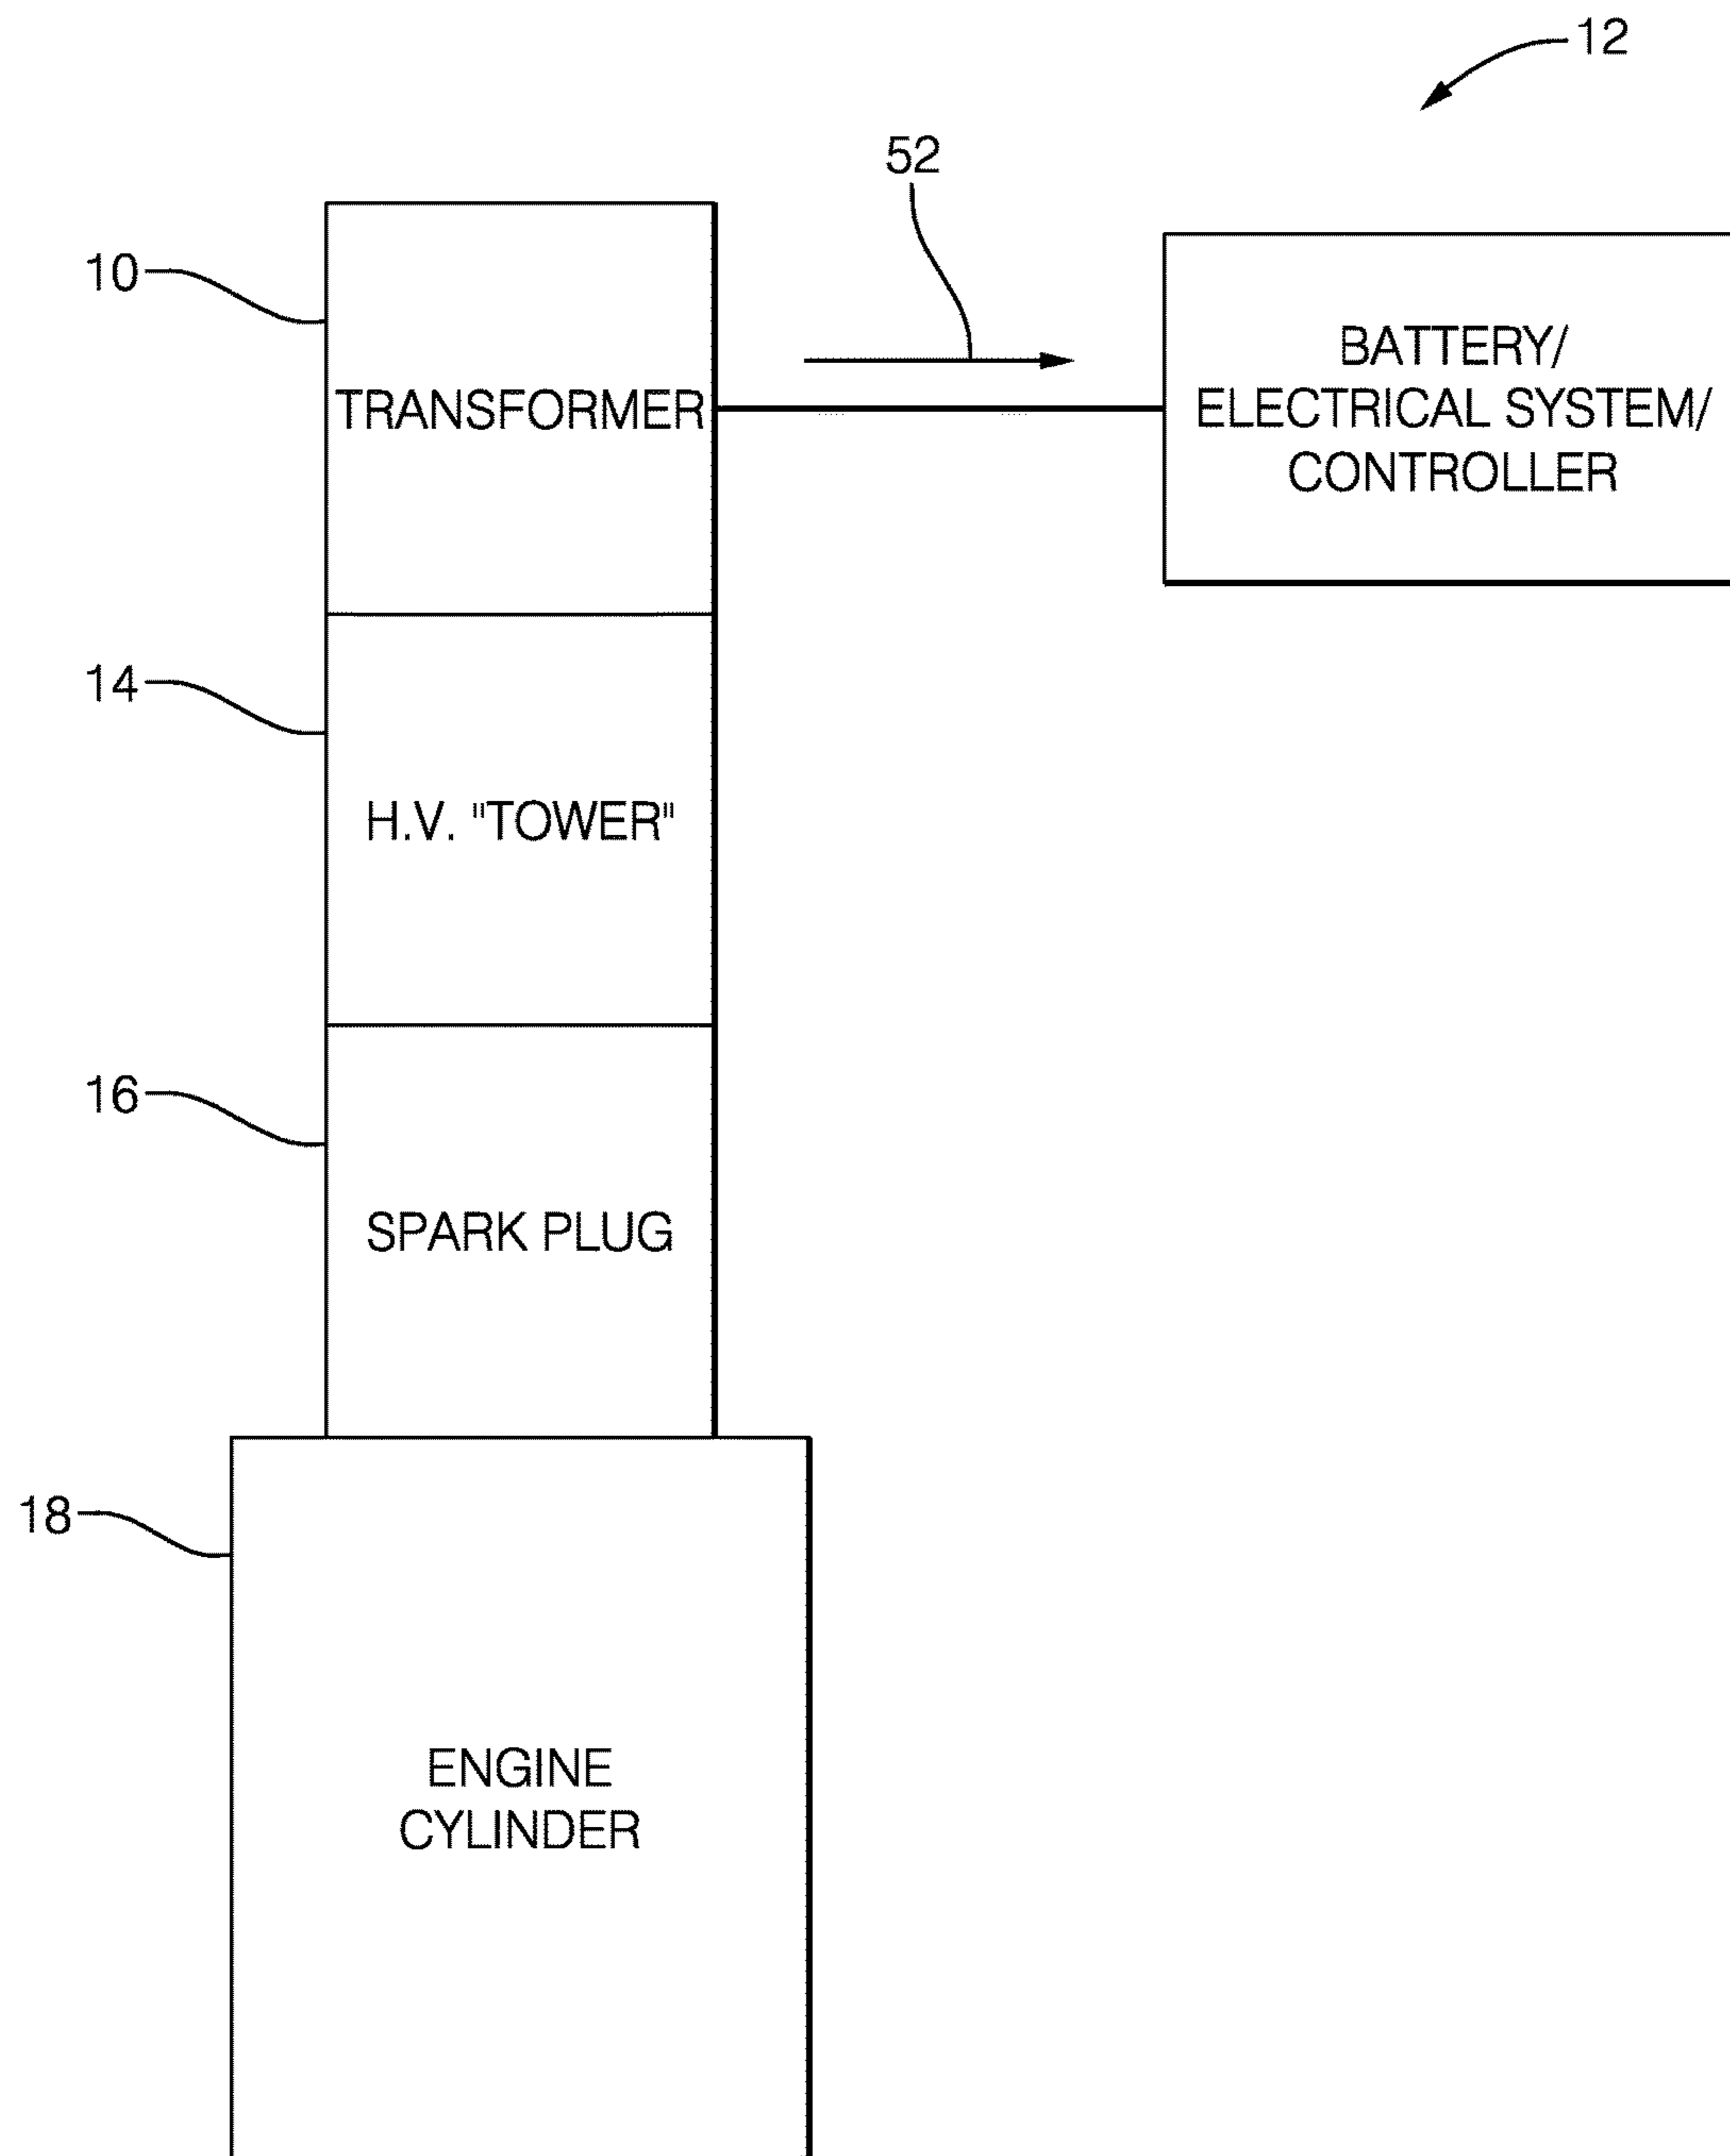 12
52
10
TRANSFORMER
BATTERY/
ELECTRICAL SYSTEM/
CONTROLLER
14
H.V. "TOWER"
16
SPARK PLUG
18
ENGINE
CYLINDER